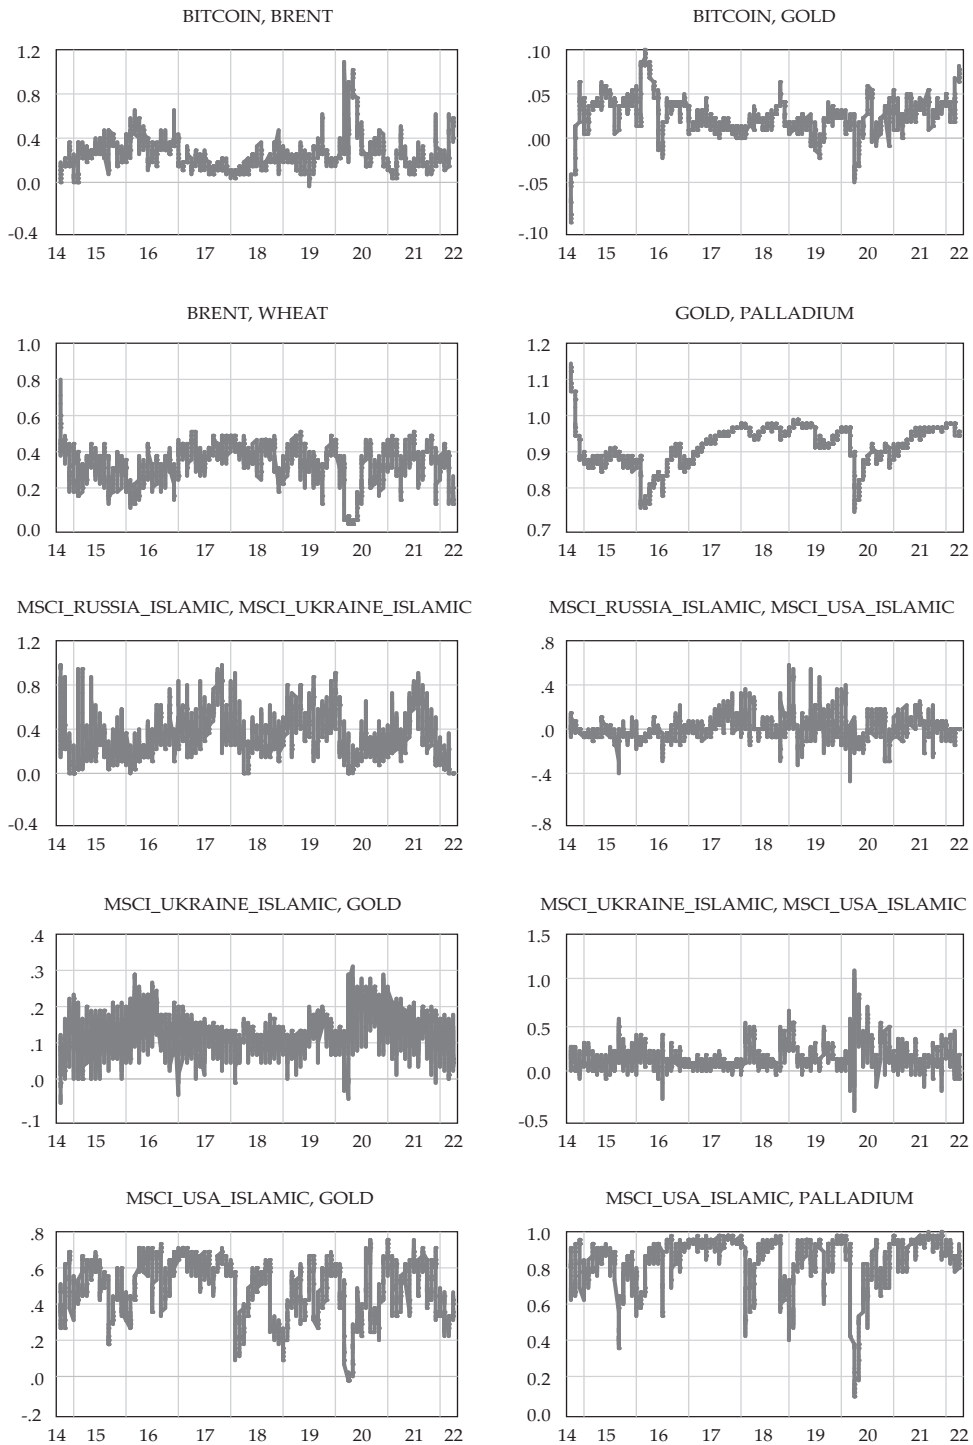 BITCOIN, BRENT
1.2
0.8
0.4
0.0
-0.4
14 15 16 17 18 19 20 21 22
BITCOIN, GOLD
.10
.05
.00
-.05
-.10
14 15 16 17 18 19 20 21 22
BRENT, WHEAT
1.0
0.8
0.6
0.4
0.2
0.0
14 15 16 17 18 19 20 21 22
GOLD, PALLADIUM
1.2
1.1
1.0
0.9
0.8
0.7
14 15 16 17 18 19 20 21 22
MSCI_RUSSIA_ISLAMIC, MSCI_UKRAINE_ISLAMIC
1.2
0.8
0.4
0.0
-0.4
14 15 16 17 18 19 20 21 22
MSCI_RUSSIA_ISLAMIC, MSCI_USA_ISLAMIC
.8
.4
.0
-.4
-.8
14 15 16 17 18 19 20 21 22
MSCI_UKRAINE_ISLAMIC, GOLD
.4
.3
.2
.1
.0
-.1
14 15 16 17 18 19 20 21 22
MSCI_UKRAINE_ISLAMIC, MSCI_USA_ISLAMIC
1.5
1.0
0.5
0.0
-0.5
14 15 16 17 18 19 20 21 22
MSCI_USA_ISLAMIC, GOLD
.8
.6
.4
.2
.0
-.2
14 15 16 17 18 19 20 21 22
MSCI_USA_ISLAMIC, PALLADIUM
1.0
0.8
0.6
0.4
0.2
0.0
14 15 16 17 18 19 20 21 22